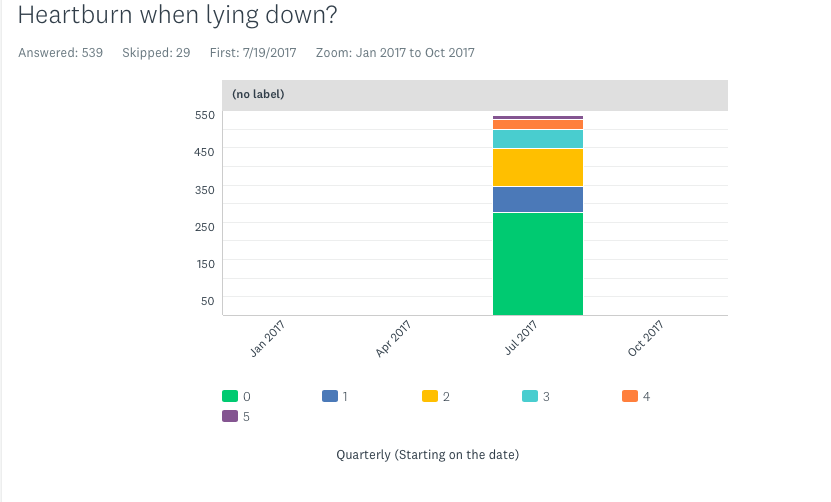 Heartburn when lying down?
Answered: 539 Skipped: 29 First: 7/19/2017 Zoom: Jan 2017 to Oct 2017
(no label)
550
450
350
250
150
50
Jan 2017 Apr 2017 Jul 2017 Oct 2017
0 1 2 3 4
5
Quarterly (Starting on the date)